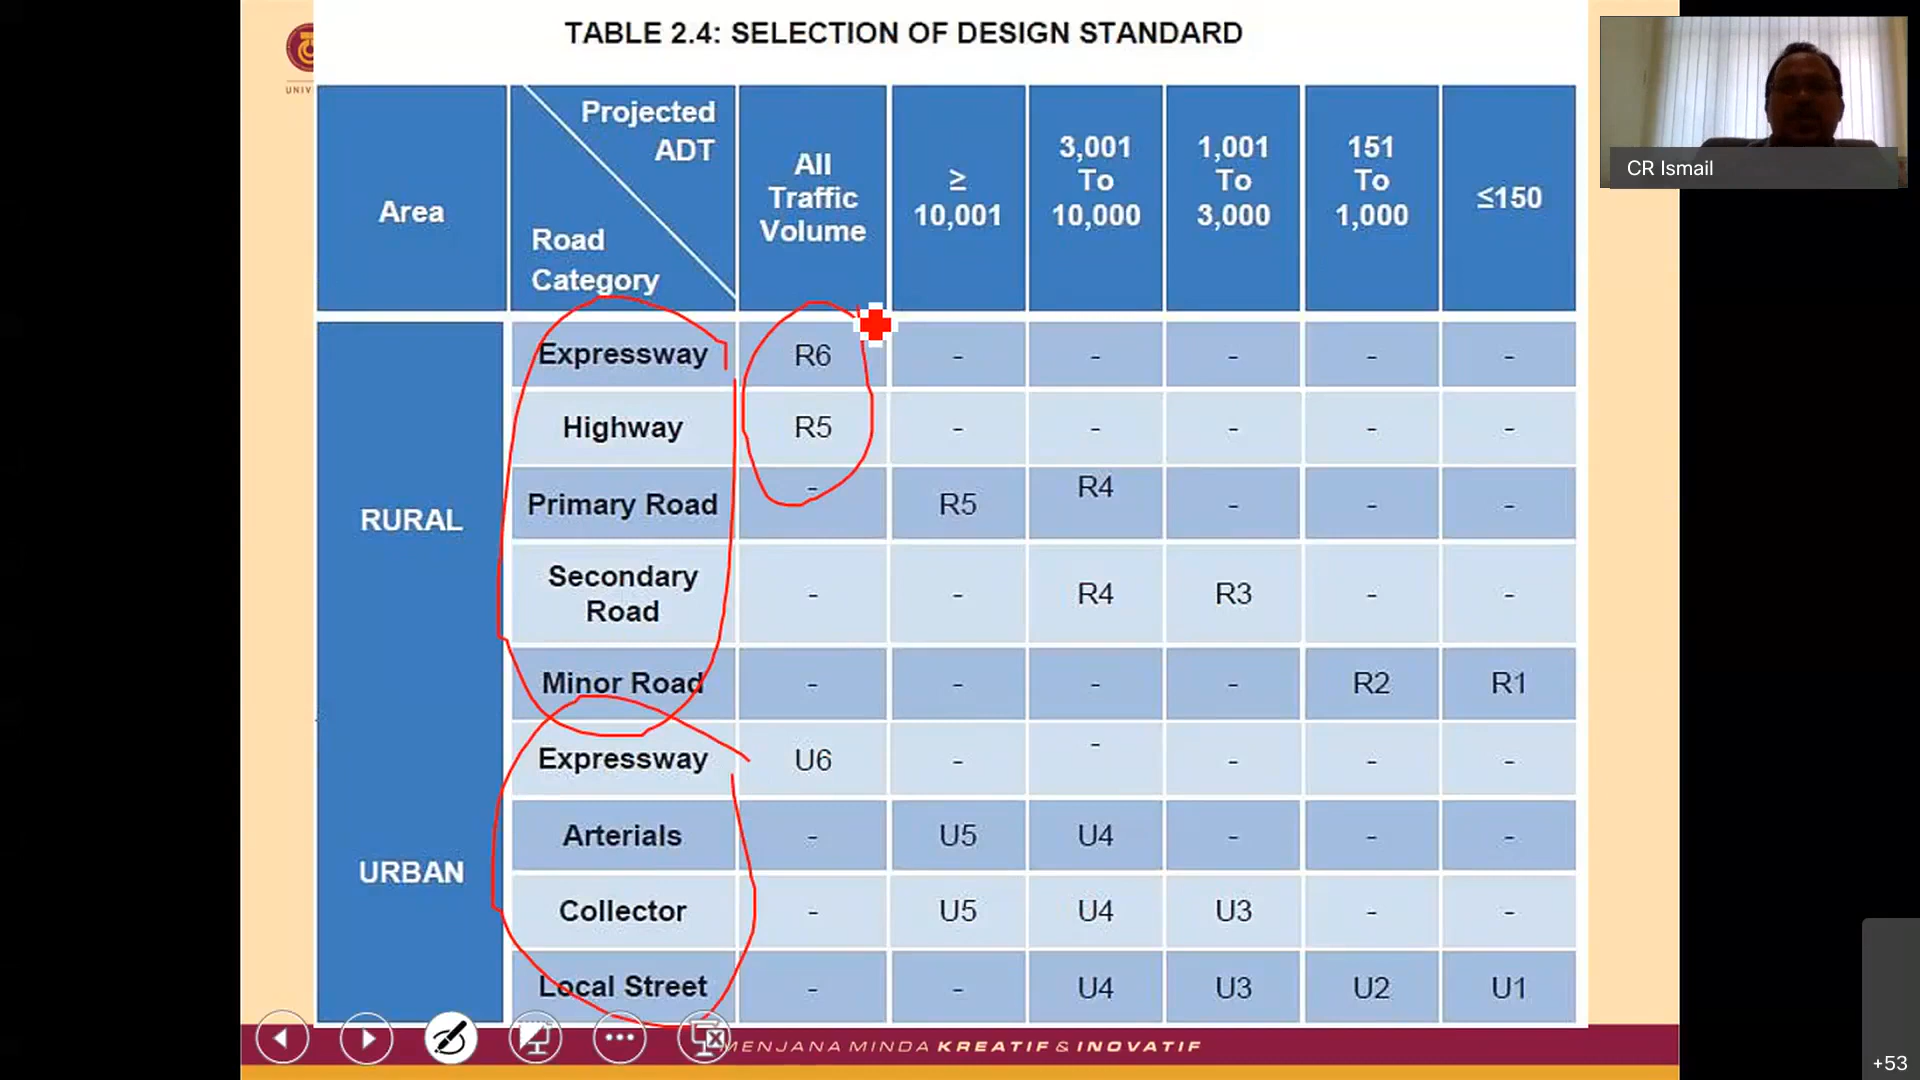 TABLE 2.4: SELECTION OF DESIGN STANDARD
UNIV
CR Ismail
Area
Projected
ADT
Road
Category
All
Traffic
Volume
≥
10,001
3,001
To
10,000
1,001
To
3,000
151
To
1,000
≤150
RURAL
Expressway R6 - - - - -
Highway R5 - - - - -
Primary Road - R5 R4 - - -
Secondary
Road - - R4 R3 - -
Minor Road - - - - R2 R1
URBAN
Expressway U6 - - - - -
Arterials - U5 U4 - - -
Collector - U5 U4 U3 - -
Local Street - - U4 U3 U2 U1
MENJANA MINDA KREATIF & INOVATIF
+53